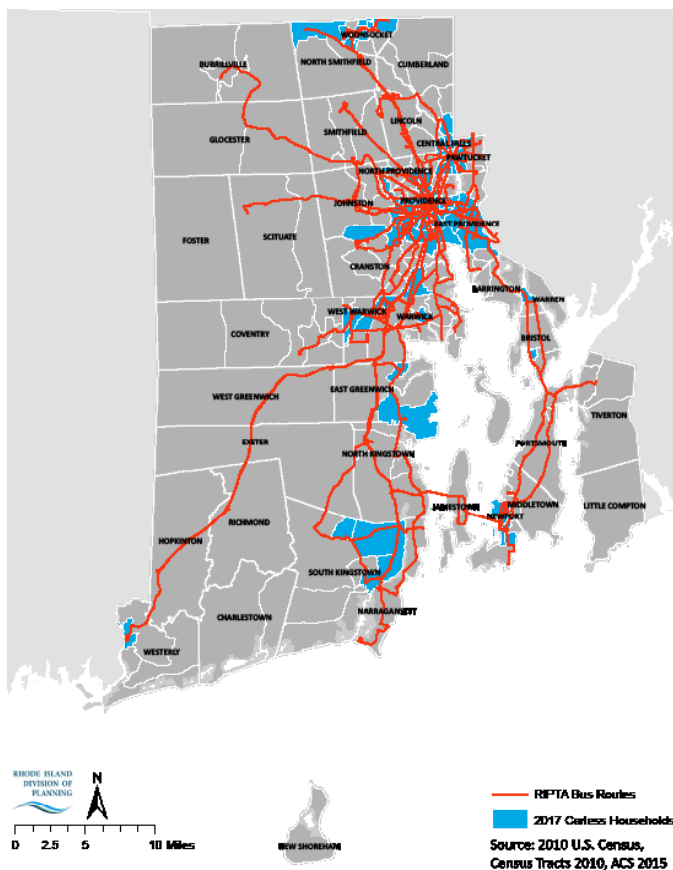 WOONSOCKET
BURRILLVILLE
NORTH SMITHFIELD
CUMBERLAND
LINCOLN
SMITHFIELD
GLOCESTER
CENTRAL FALLS
PAWTUCKET
NORTH PROVIDENCE
PROVIDENCE
JOHNSTON
EAST PROVIDENCE
FOSTER
SCITUATE
CRANSTON
BARRINGTON
WARREN
WEST WARWICK
WARWICK
COVENTRY
BRISTOL
EAST GREENWICH
WEST GREENWICH
TIVERTON
EXETER
PORTSMOUTH
NORTH KINGSTOWN
MIDDLETOWN
JAMESTOWN
LITTLE COMPTON
NEWPORT
RICHMOND
HOPKINTON
SOUTH KINGSTOWN
NARRAGANSETT
CHARLESTOWN
WESTERLY
RHODE ISLAND
DIVISION OF
PLANNING
N
0 2.5 5 10 Miles
NEW SHOREHAM
RIPTA Bus Routes
2017 Carless Households
Source: 2010 U.S. Census,
Census Tracts 2010, ACS 2015